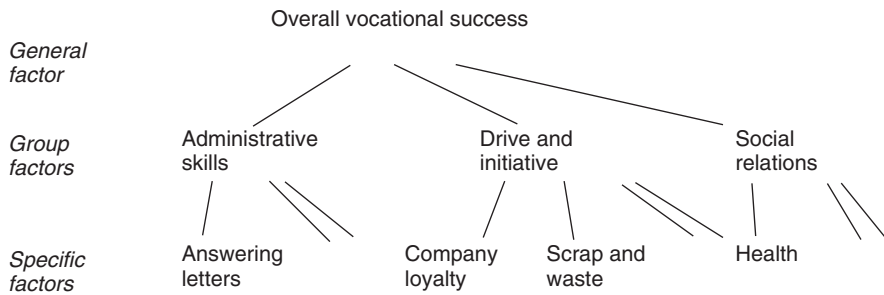 Overall vocational success
General
factor
Group
factors
Administrative
skills
Drive and
initiative
Social
relations
Specific
factors
Answering
letters
Company
loyalty
Scrap and
waste
Health